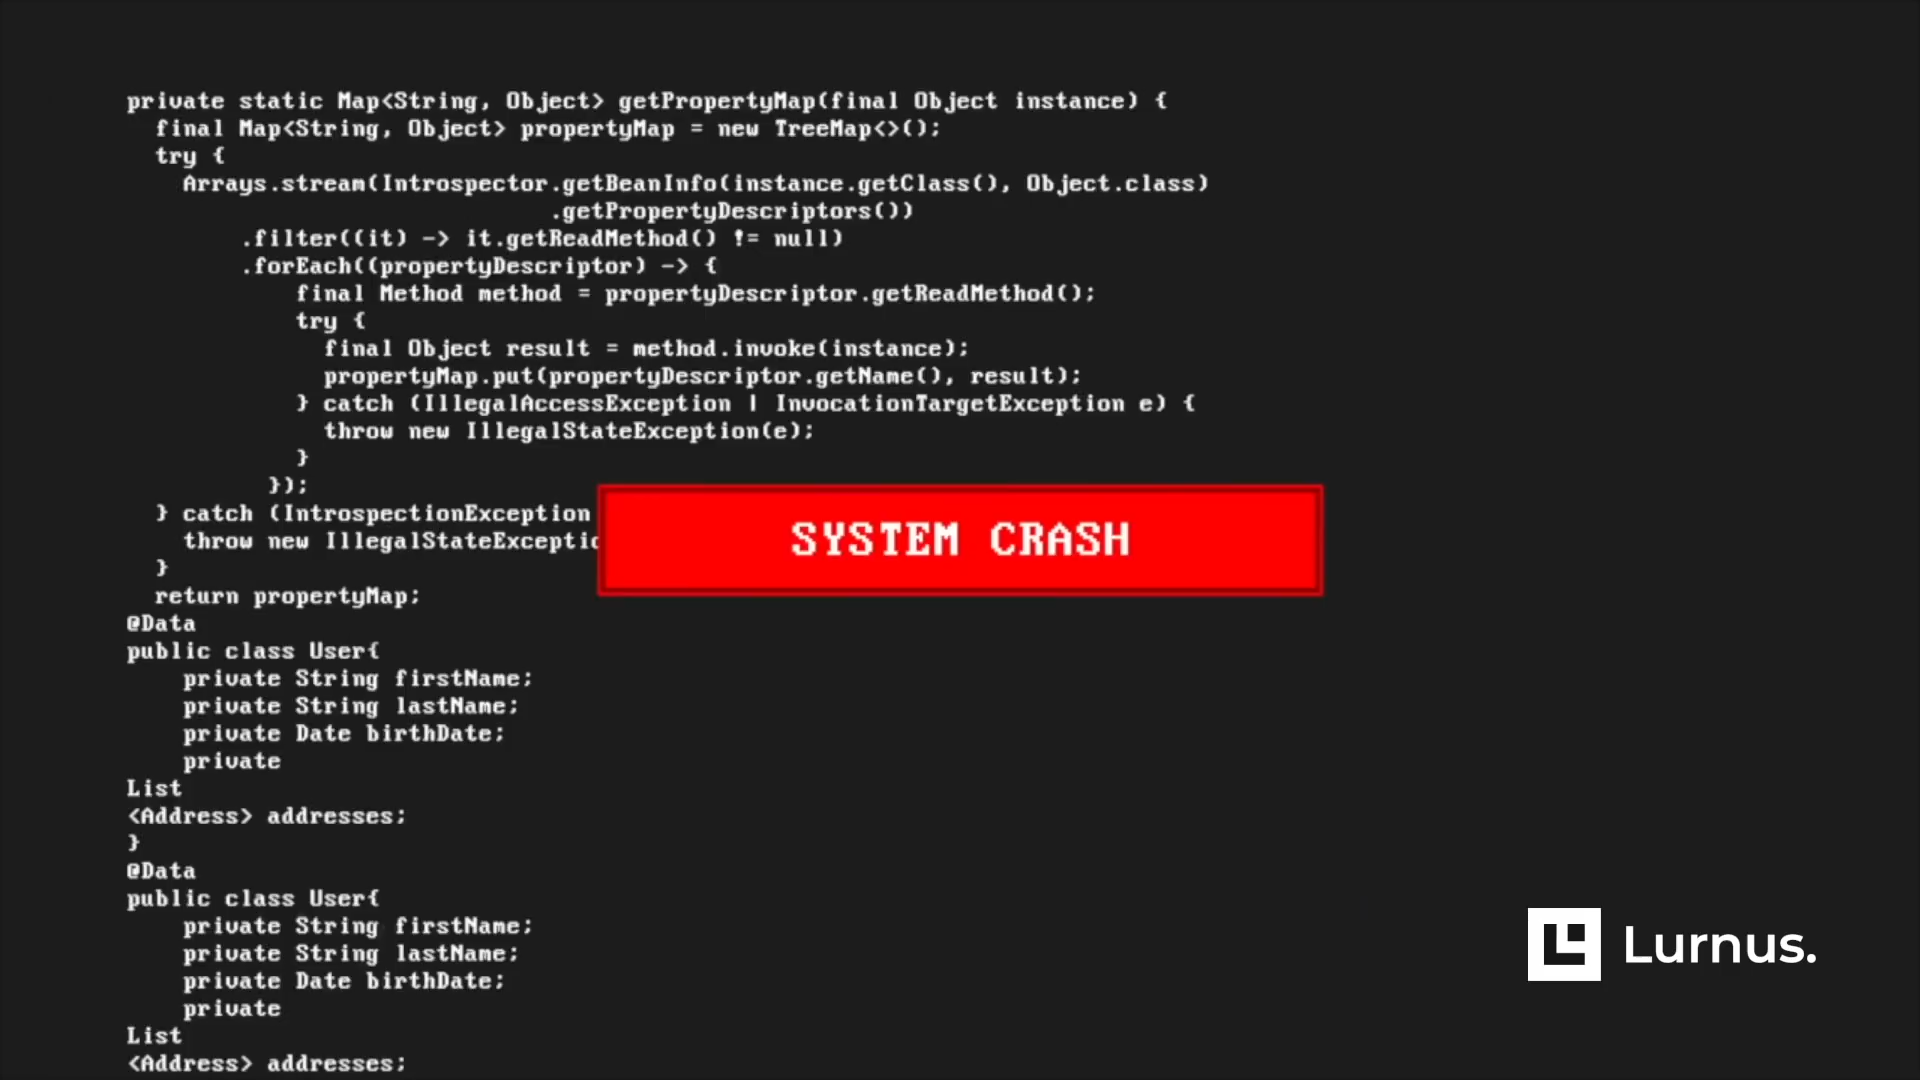 private static Map<String, Object> getPropertyMap(final Object instance) {
final Map<String, Object> propertyMap = new TreeMap<>();
try {
Arrays.stream(Introspector.getBeanInfo(instance.getClass(), Object.class)
.getPropertyDescriptors())
.filter((it) -> it.getReadMethod() != null)
.forEach((propertyDescriptor) -> {
final Method method = propertyDescriptor.getReadMethod();
try {
final Object result = method.invoke(instance);
propertyMap.put(propertyDescriptor.getName(), result);
} catch (IllegalAccessException | InvocationTargetException e) {
throw new IllegalStateException(e);
}
});
} catch (IntrospectionException
throw new IllegalStateExceptio
SYSTEM CRASH
}
return propertyMap;
@Data
public class User{
private String firstName;
private String lastName;
private Date birthDate;
private
List
<Address> addresses;
}
@Data
public class User{
private String firstName;
private String lastName;
private Date birthDate;
private
List
<Address> addresses;
Lurnus.